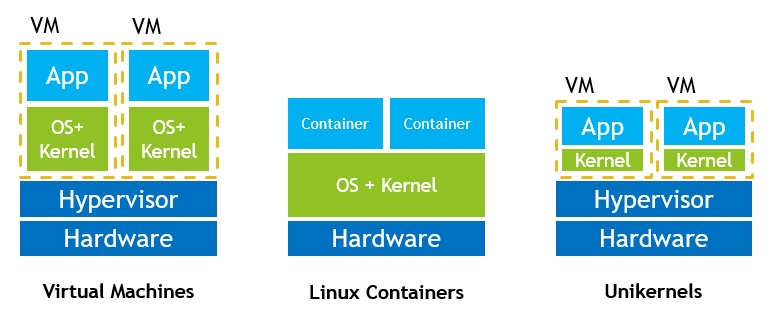 VM
VM
App
App
OS+
Kernel
OS+
Kernel
Hypervisor
Hardware
Virtual Machines
Container
Container
OS + Kernel
Hardware
Linux Containers
VM
VM
App
App
Kernel
Kernel
Hypervisor
Hardware
Unikernels